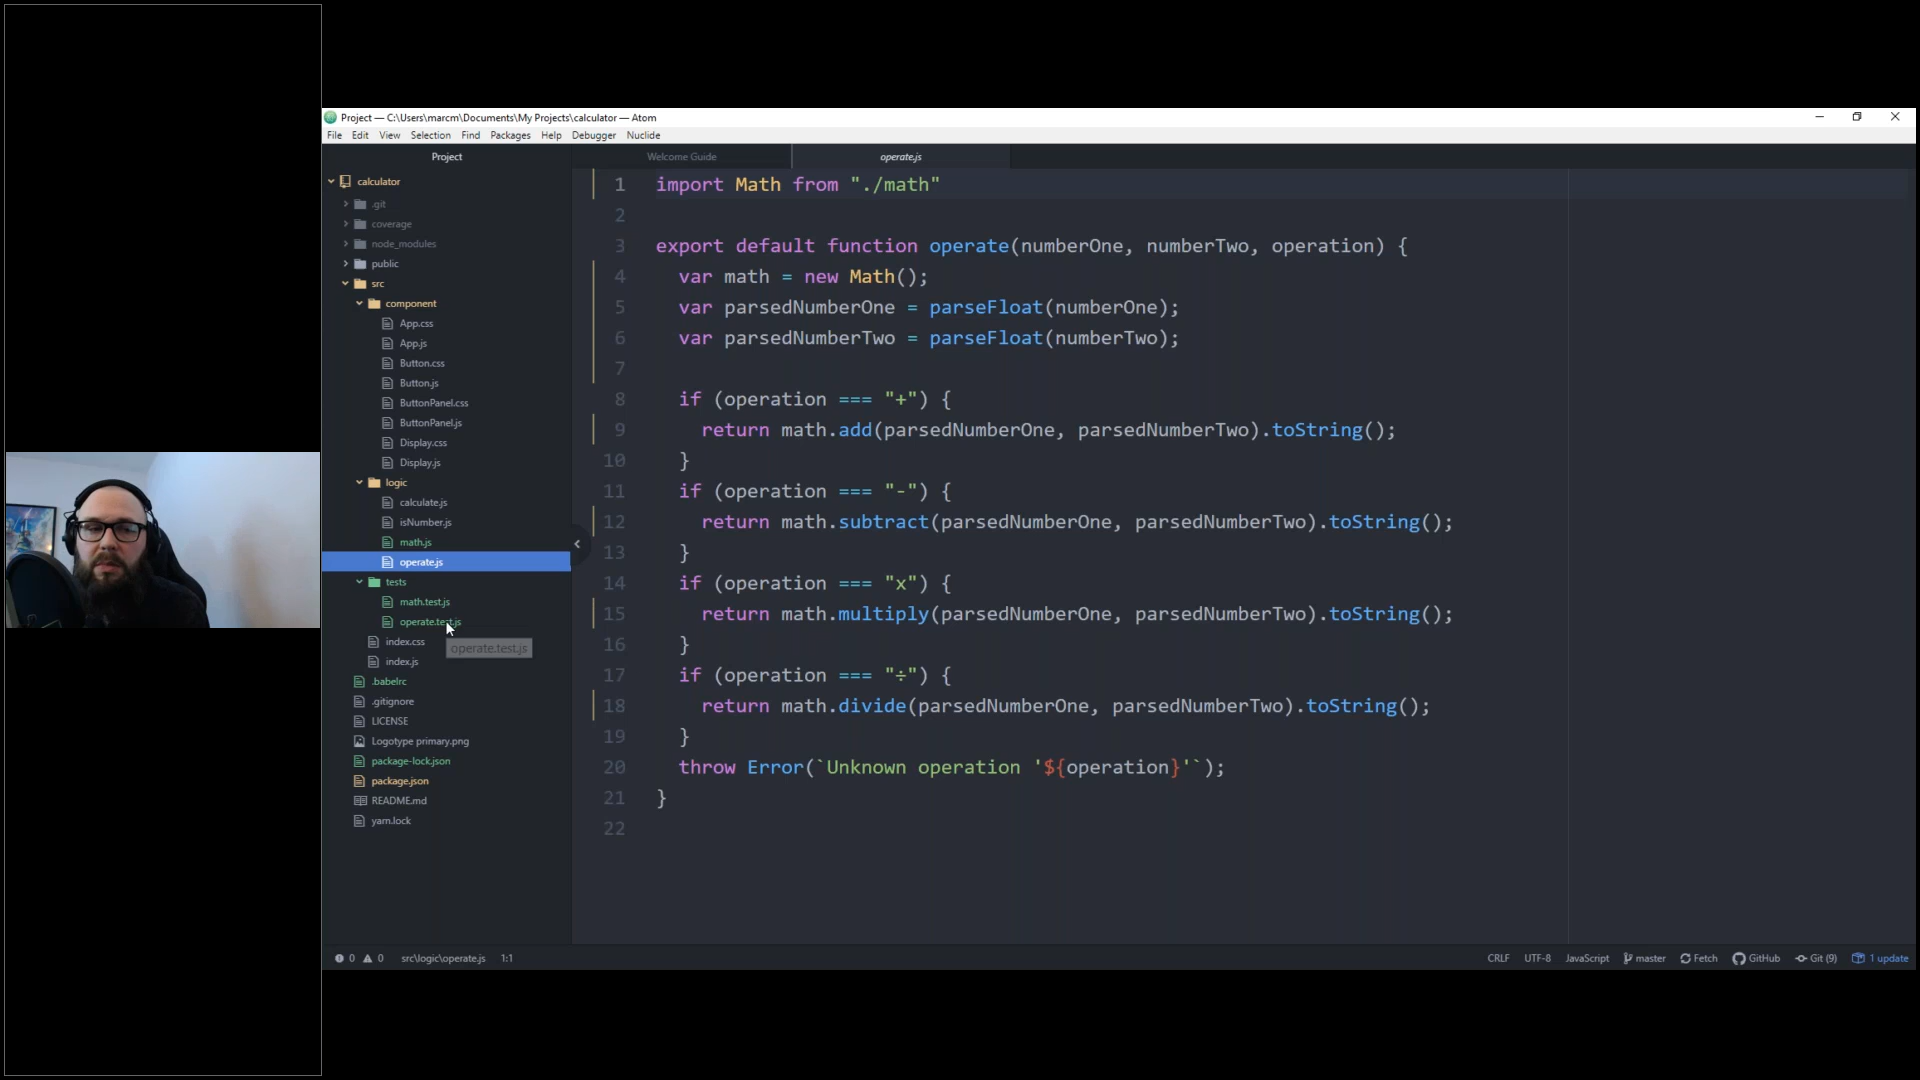 Project — C:\Users\marcm\Documents\My Projects\calculator — Atom
File Edit View Selection Find Packages Help Debugger Nuclide
Project
Welcome Guide
operate.js
calculator
.git
coverage
node_modules
public
src
component
App.css
App.js
Button.css
Button.js
ButtonPanel.css
ButtonPanel.js
Display.css
Display.js
logic
calculate.js
isNumber.js
math.js
operate.js
tests
math.test.js
operate.test.js
index.css
operate.test.js
index.js
.babelrc
.gitignore
LICENSE
Logotype primary.png
package-lock.json
package.json
README.md
yarn.lock
1 import Math from "./math"
2
3 export default function operate(numberOne, numberTwo, operation) {
4 var math = new Math();
5 var parsedNumberOne = parseFloat(numberOne);
6 var parsedNumberTwo = parseFloat(numberTwo);
7
8 if (operation === "+") {
9 return math.add(parsedNumberOne, parsedNumberTwo).toString();
10 }
11 if (operation === "-") {
12 return math.subtract(parsedNumberOne, parsedNumberTwo).toString();
13 }
14 if (operation === "x") {
15 return math.multiply(parsedNumberOne, parsedNumberTwo).toString();
16 }
17 if (operation === "÷") {
18 return math.divide(parsedNumberOne, parsedNumberTwo).toString();
19 }
20 throw Error(`Unknown operation '${operation}'`);
21 }
22
0 0 src\logic\operate.js 1:1
CRLF UTF-8 JavaScript master Fetch GitHub Git (9) 1 update